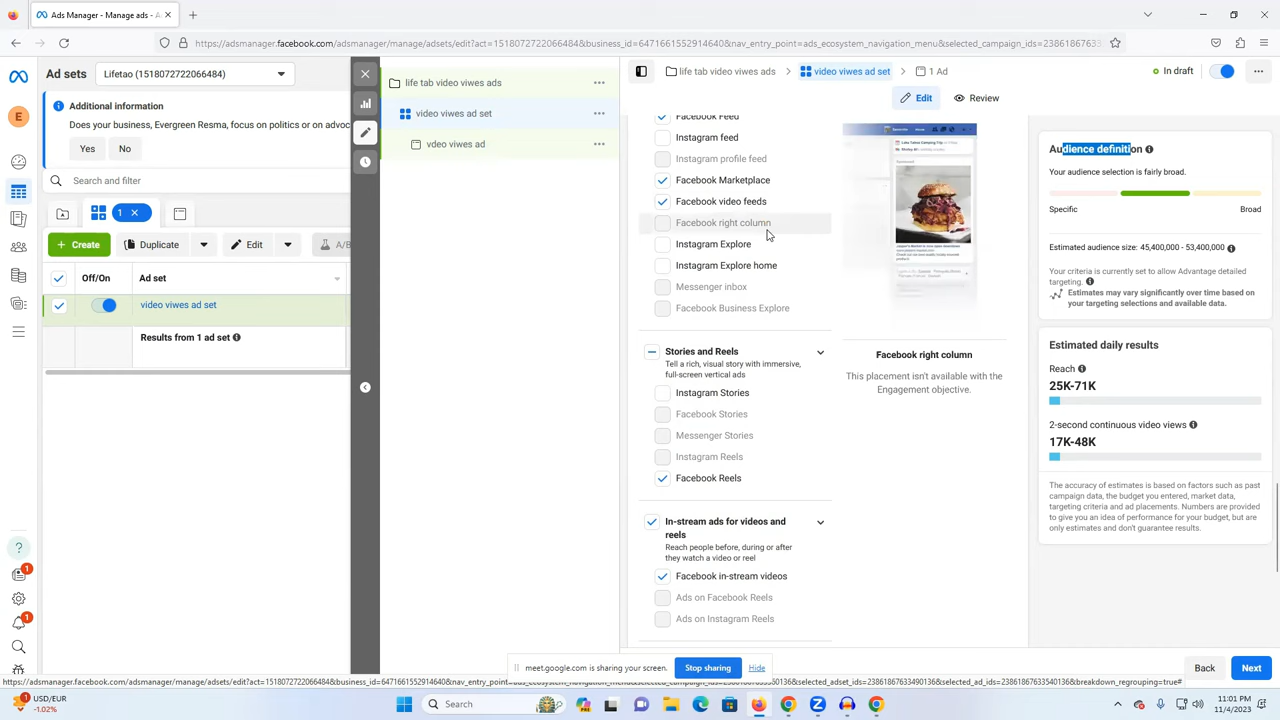 Ads Manager - Manage ads - A
https://adsmanager.facebook.com/adsmanager/manage/adsets/edit?act=1518072722066484&business_id=647166155291464​0&nav_entry_point=ads_ecosystem_navigation_menu&selected_campaign_ids=2386186763
Ad sets
Lifetao (1518072722066484)
Additional information
Does your business, Everge
politics or on advoc
Yes
No
Search and filter
1
Create
Duplicate
Edit
A/B
Off/On
Ad set
video viwes ad set
Results from 1 ad set
life tab video viwes ads
video viwes ad set
vdeo viwes ad
life tab video viwes ads
video viwes ad set
1 Ad
In draft
Edit
Review
Facebook Feed
Instagram feed
Instagram profile feed
Facebook Marketplace
Facebook video feeds
Facebook right column
Instagram Explore
Instagram Explore home
Messenger inbox
Facebook Business Explore
Stories and Reels
Tell a rich, visual story with immersive,
full-screen vertical ads
Instagram Stories
Facebook Stories
Messenger Stories
Instagram Reels
Facebook Reels
In-stream ads for videos and
reels
Reach people before, during or after
they watch a video or reel
Facebook in-stream videos
Ads on Facebook Reels
Ads on Instagram Reels
Facebook right column
This placement isn't available with the
Engagement objective.
Audience definition
Your audience selection is fairly broad.
Specific
Broad
Estimated audience size: 45,400,000 -
Your criteria is currently set to allow Advantage detailed
targeting.
Estimates may vary significantly over time based on
your targeting selections and available data.
Estimated daily results
Reach
25K-71K
2-second continuous video views
17K-48K
The accuracy of estimates is based on factors such as past
campaign data, the budget you entered, market data,
targeting criteria and ad placements. Numbers are provided
to give you an idea of performance for your budget, but are
only estimates and don't guarantee results.
meet.google.com is sharing your screen.
Stop sharing
Hide
Back
Next
E
1
1
USD/EUR
-1.02%
Search
11:01 PM
11/4/2023